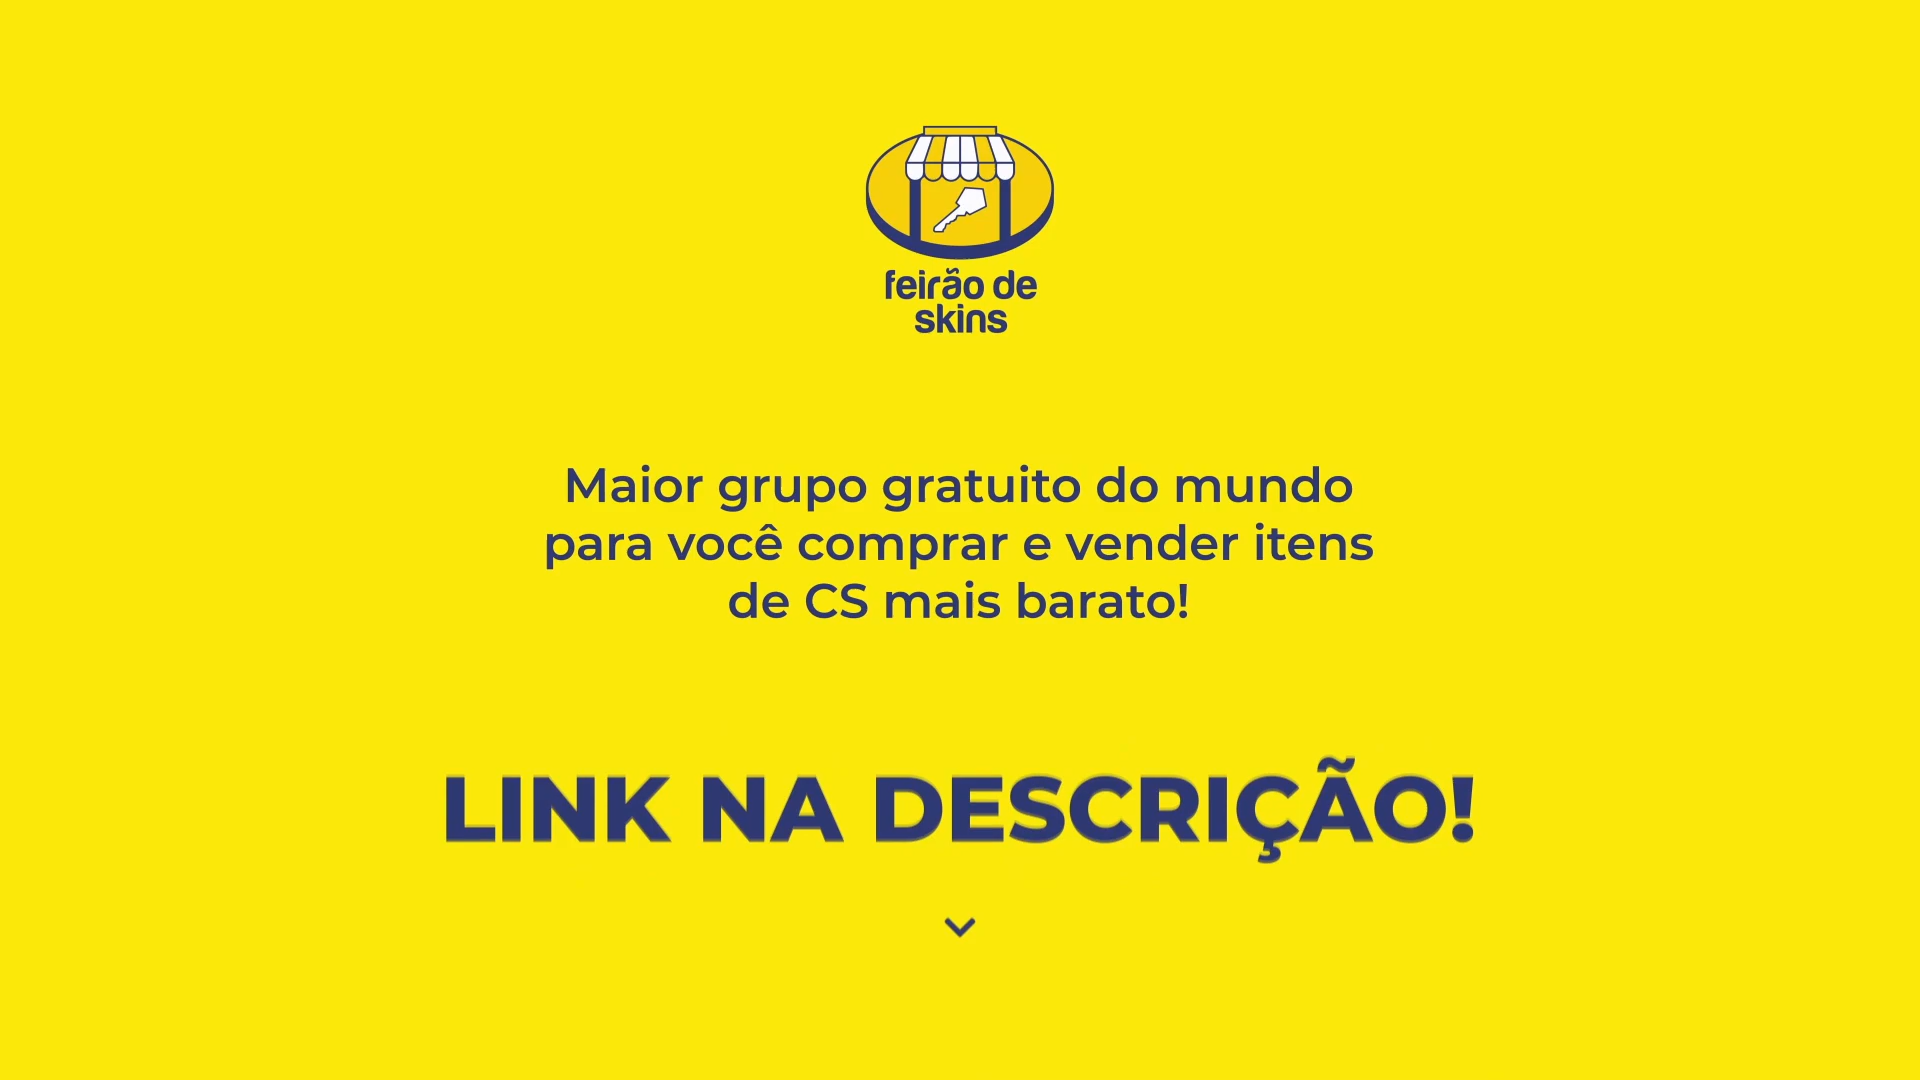 feirão de
skins
Maior grupo gratuito do mundo
para você comprar e vender itens
de CS mais barato!
LINK NA DESCRIÇÃO!